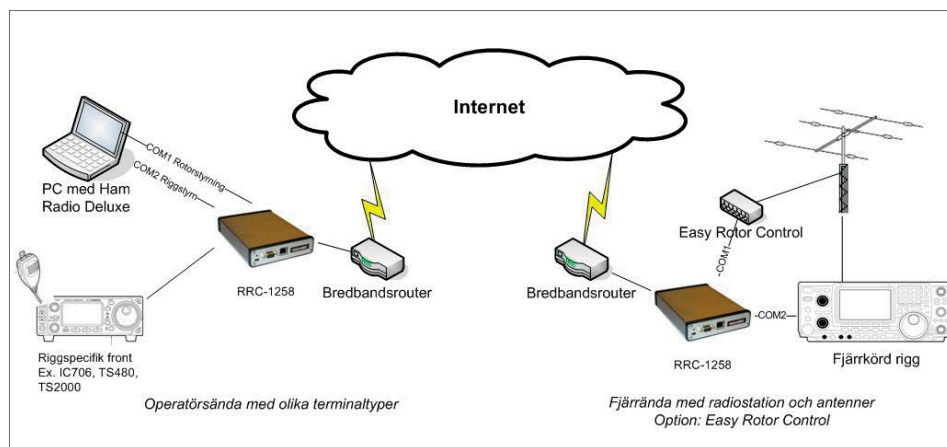 Internet
COM1 Rotorstyrning
COM2 Riggstyrn
PC med Ham
Radio Deluxe
Easy Rotor Control
-COM1-
RRC-1258
Bredbandsrouter
Bredbandsrouter
RRC-1258
-COM2-
Fjärrkörd rigg
Riggspecifik front
Ex. IC706, TS480,
TS2000
Operatörsända med olika terminaltyper
Fjärrända med radiostation och antenner
Option: Easy Rotor Control